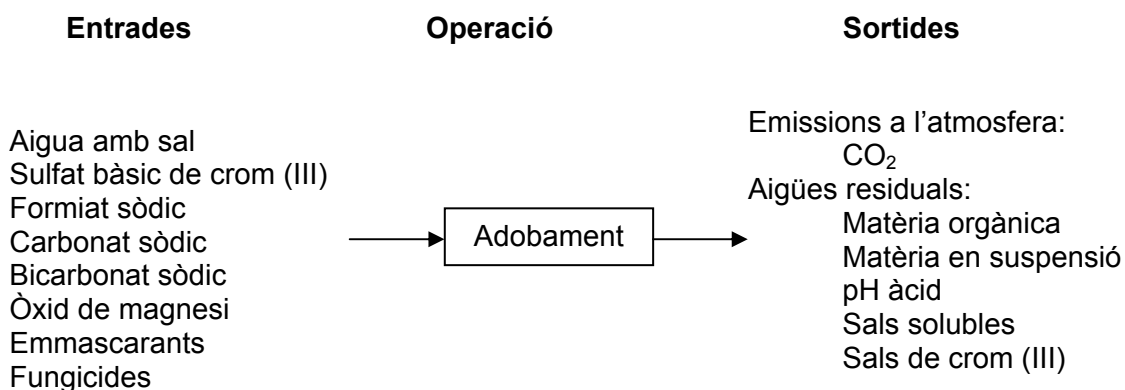 Entrades Operació Sortides
Aigua amb sal
Sulfat bàsic de crom (III)
Formiat sòdic
Carbonat sòdic
Bicarbonat sòdic
Òxid de magnesi
Emmascarants
Fungicides
Adobament
Emissions a l’atmosfera:
CO₂
Aigües residuals:
Matèria orgànica
Matèria en suspensió
pH àcid
Sals solubles
Sals de crom (III)